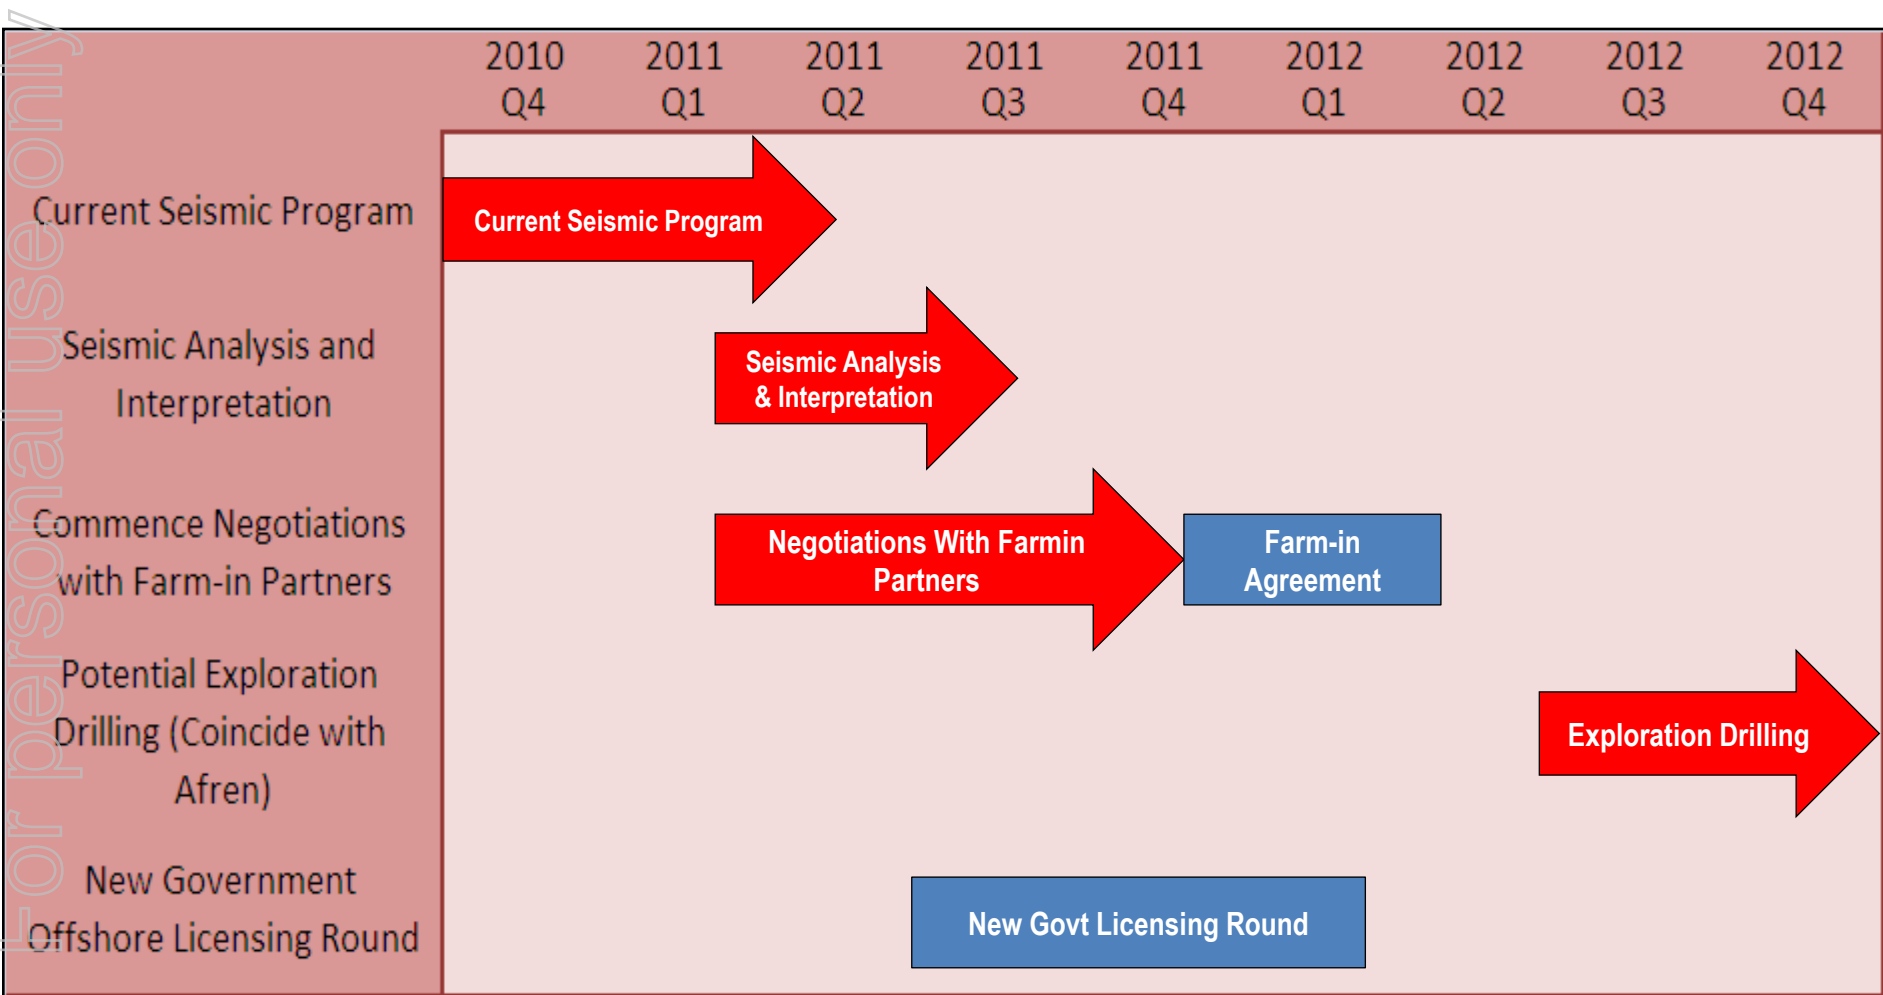 2010 2011 2011 2011 2011 2012 2012 2012 2012
Q4 Q1 Q2 Q3 Q4 Q1 Q2 Q3 Q4
Current Seismic Program
Current Seismic Program
Seismic Analysis and
Interpretation
Seismic Analysis
& Interpretation
Commence Negotiations
with Farm-in Partners
Negotiations With Farmin
Partners
Farm-in
Agreement
Potential Exploration
Drilling (Coincide with
Afren)
Exploration Drilling
New Government
Offshore Licensing Round
New Govt Licensing Round
For personal use only